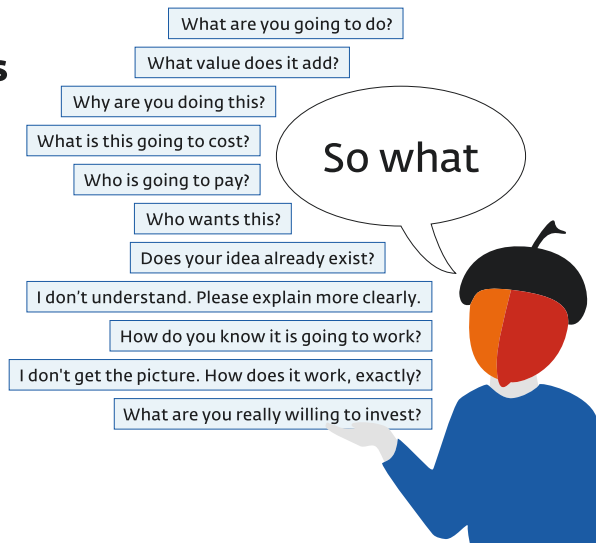 What are you going to do?
What value does it add?
s
Why are you doing this?
What is this going to cost?
So what
Who is going to pay?
Who wants this?
Does your idea already exist?
I don't understand. Please explain more clearly.
How do you know it is going to work?
I don't get the picture. How does it work, exactly?
What are you really willing to invest?